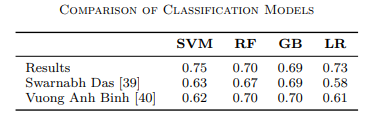 Comparison of Classification Models
SVM RF GB LR
Results 0.75 0.70 0.69 0.73
Swarnabh Das [39] 0.63 0.67 0.69 0.58
Vuong Anh Binh [40] 0.62 0.70 0.70 0.61